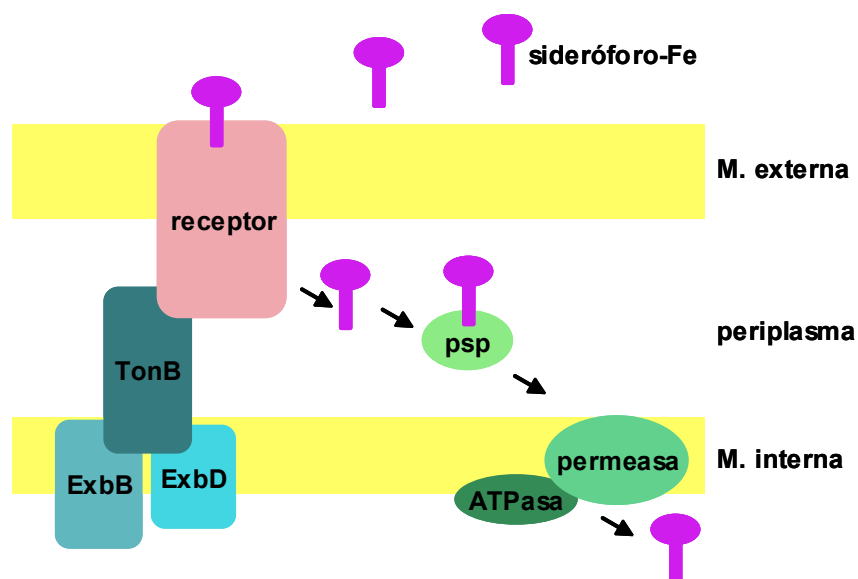 sideróforo-Fe
M. externa
receptor
periplasma
psp
TonB
permeasa
M. interna
ExbB
ExbD
ATPasa